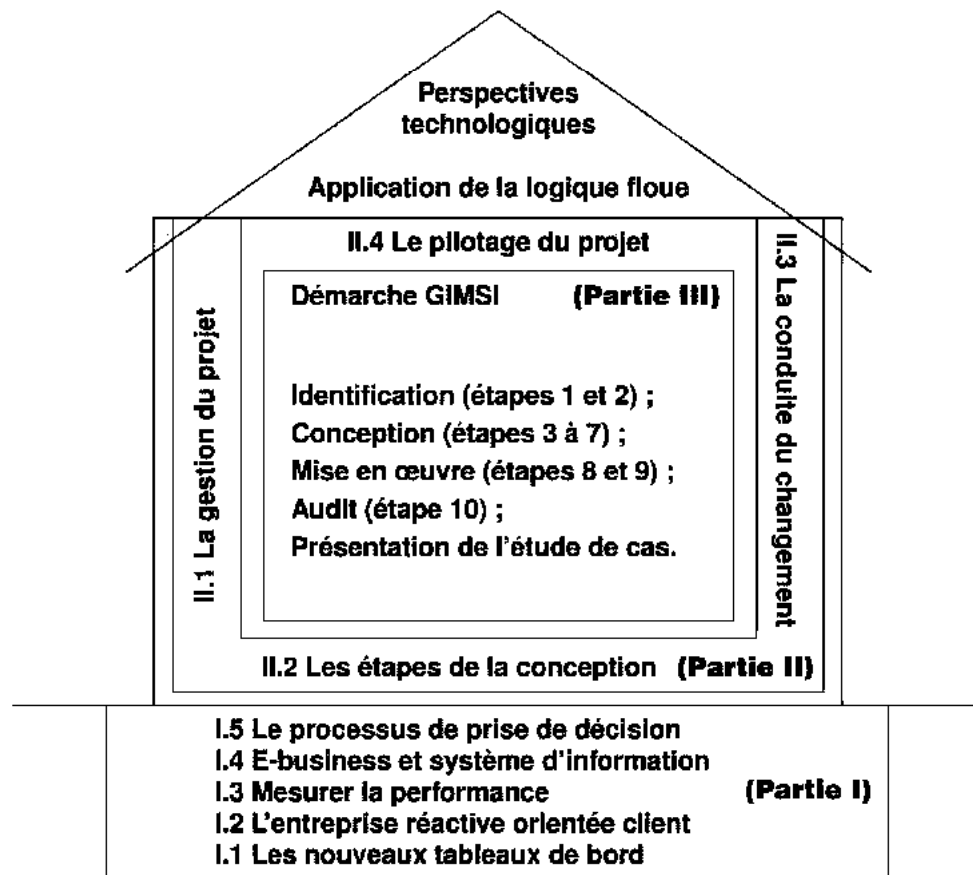 Perspectives
technologiques
Application de la logique floue
II.4 Le pilotage du projet
II.1 La gestion du projet
II.3 La conduite du changement
Démarche GIMSI (Partie III)
Identification (étapes 1 et 2) ;
Conception (étapes 3 à 7) ;
Mise en œuvre (étapes 8 et 9) ;
Audit (étape 10) ;
Présentation de l'étude de cas.
II.2 Les étapes de la conception (Partie II)
I.5 Le processus de prise de décision
I.4 E-business et système d'information
I.3 Mesurer la performance (Partie I)
I.2 L'entreprise réactive orientée client
I.1 Les nouveaux tableaux de bord